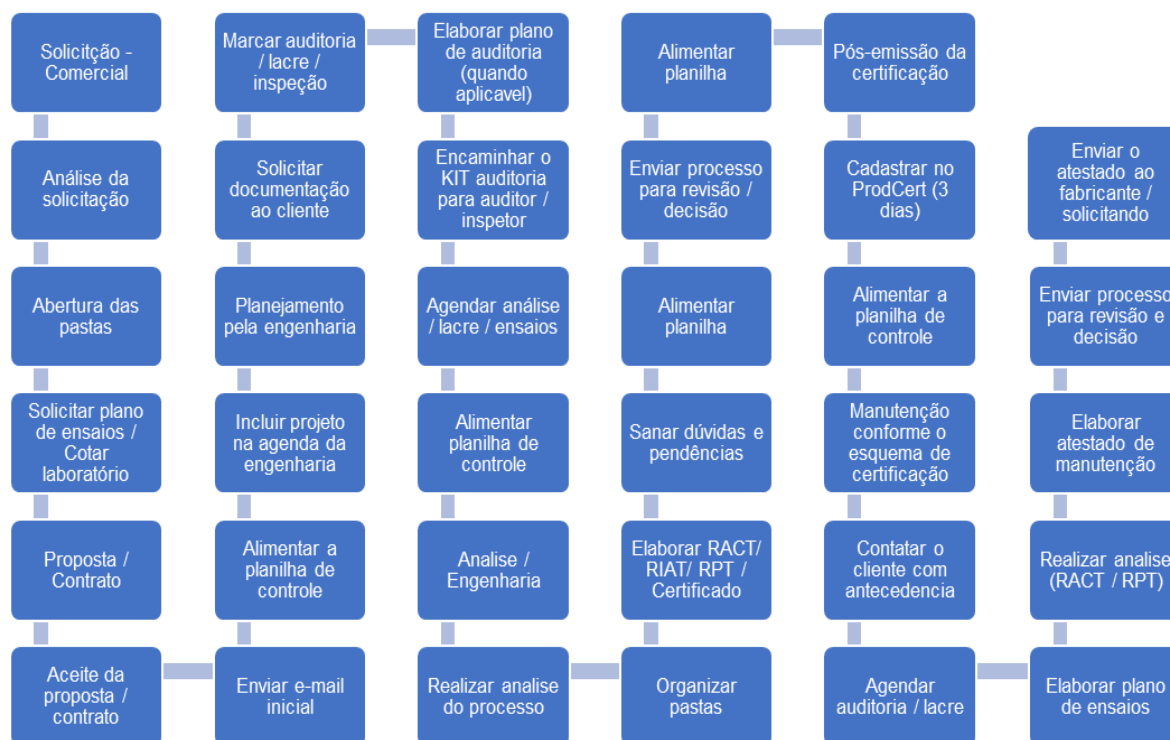 Solicitção -
Comercial
Análise da
solicitação
Abertura das
pastas
Solicitar plano
de ensaios /
Cotar
laboratório
Proposta /
Contrato
Aceite da
proposta /
contrato
Enviar e-mail
inicial
Alimentar a
planilha de
controle
Incluir projeto
na agenda da
engenharia
Planejamento
pela engenharia
Solicitar
documentação
ao cliente
Marcar auditoria
/ lacre /
inspeção
Elaborar plano
de auditoria
(quando
aplicavel)
Encaminhar o
KIT auditoria
para auditor /
inspetor
Agendar análise
/ lacre / ensaios
Alimentar
planilha de
controle
Analise /
Engenharia
Realizar analise
do processo
Organizar
pastas
Elaborar RACT/
RIAT/ RPT /
Certificado
Sanar dúvidas e
pendências
Alimentar
planilha
Enviar processo
para revisão /
decisão
Alimentar
planilha
Pós-emissão da
certificação
Cadastrar no
ProdCert (3
dias)
Alimentar a
planilha de
controle
Manutenção
conforme o
esquema de
certificação
Contatar o
cliente com
antecedencia
Agendar
auditoria / lacre
Elaborar plano
de ensaios
Realizar analise
(RACT / RPT)
Elaborar
atestado de
manutenção
Enviar processo
para revisão e
decisão
Enviar o
atestado ao
fabricante /
solicitando